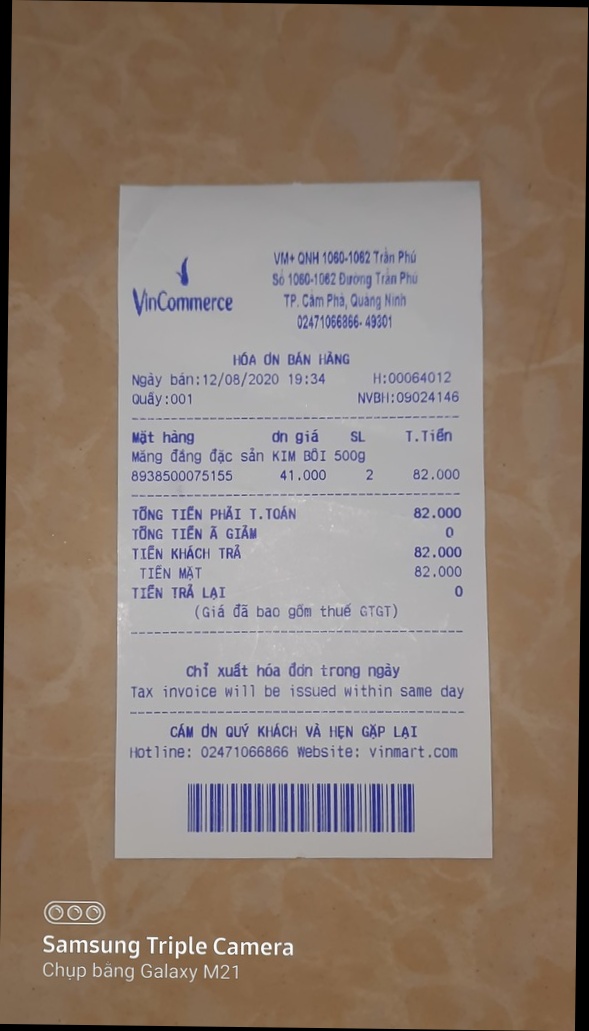 VinCommerce
VM+ QNH 1060-1062 Trần Phú
Số 1060-1062 Đường Trần Phú
TP. Cẩm Phả, Quảng Ninh
02471066866- 49301
HÓA ƠN BÁN HÀNG
Ngày bán:12/08/2020 19:34 H:00064012
Quầy:001 NVBH:09024146
Mặt hàng ơn giá SL T.Tiền
Măng đắng đặc sản KIM BÔI 500g
8938500075155 41.000 2 82.000
TỔNG TIỀN PHẢI T.TOÁN 82.000
TỔNG TIỀN Ã GIẢM 0
TIỀN KHÁCH TRẢ 82.000
TIỀN MẶT 82.000
TIỀN TRẢ LẠI 0
(Giá đã bao gồm thuế GTGT)
Chỉ xuất hóa đơn trong ngày
Tax invoice will be issued within same day
CÁM ƠN QUÝ KHÁCH VÀ HẸN GẶP LẠI
Hotline: 02471066866 Website: vinmart.com
Samsung Triple Camera
Chụp bằng Galaxy M21